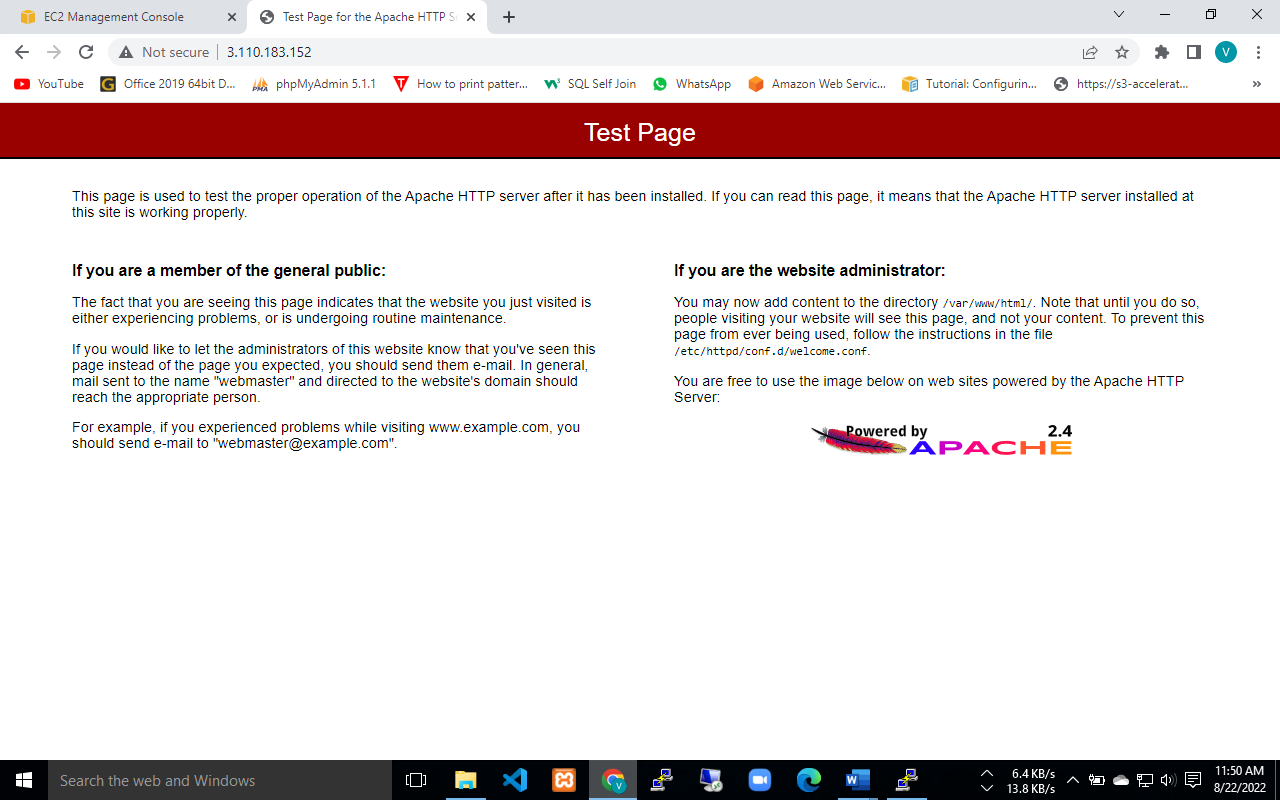 EC2 Management Console
Test Page for the Apache HTTP S
Not secure
3.110.183.152
V
YouTube
Office 2019 64bit D...
phpMyAdmin 5.1.1
How to print patter...
SQL Self Join
WhatsApp
Amazon Web Servic...
Tutorial: Configurin...
https://s3-accelerat...
»
Test Page
This page is used to test the proper operation of the Apache HTTP server after it has been installed. If you can read this page, it means that the Apache HTTP server installed at
this site is working properly.
If you are a member of the general public:
The fact that you are seeing this page indicates that the website you just visited is
either experiencing problems, or is undergoing routine maintenance.
If you would like to let the administrators of this website know that you've seen this
page instead of the page you expected, you should send them e-mail. In general,
mail sent to the name "webmaster" and directed to the website's domain should
reach the appropriate person.
For example, if you experienced problems while visiting www.example.com, you
should send e-mail to "webmaster@example.com".
If you are the website administrator:
You may now add content to the directory /var/www/html/. Note that until you do so,
people visiting your website will see this page, and not your content. To prevent this
page from ever being used, follow the instructions in the file
/etc/httpd/conf.d/welcome.conf.
You are free to use the image below on web sites powered by the Apache HTTP
Server:
Powered by 2.4
APACHE
Search the web and Windows
6.4 KB/s
13.8 KB/s
11:50 AM
8/22/2022